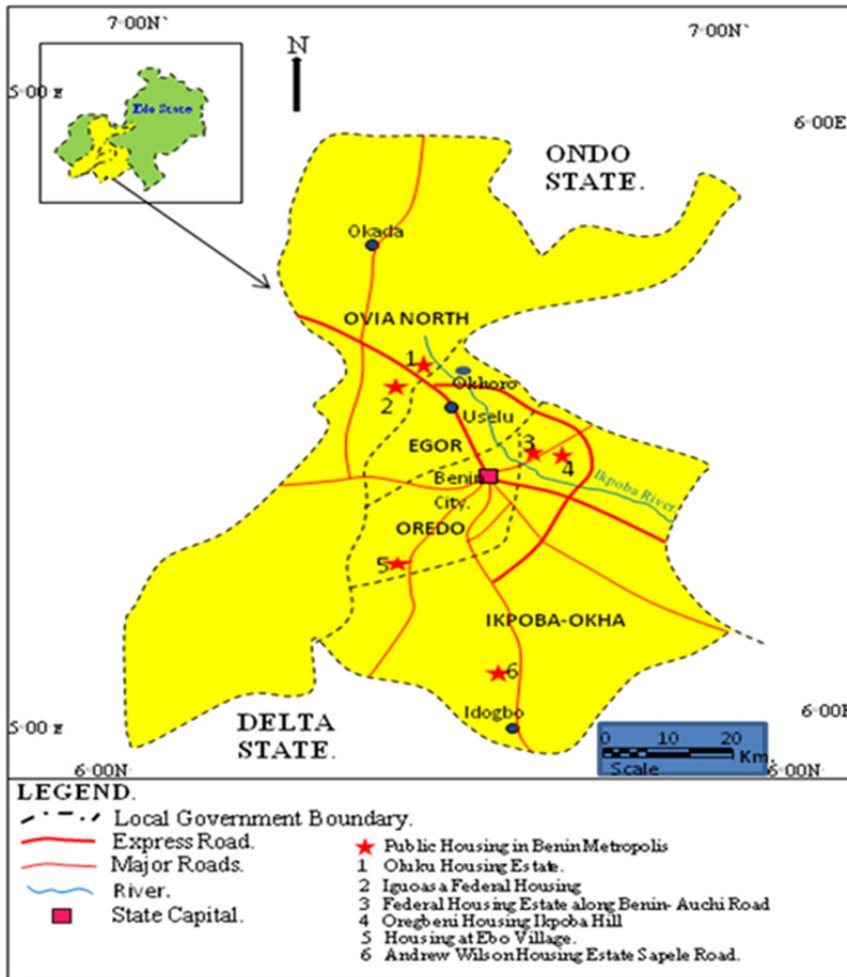 7°00N`
7°00N`
5°00 E
6°00E
Edo State
N
ONDO
STATE.
Okada
OVIA NORTH
1
Okhoro
2
Uselu
EGOR
3
4
Benin
City.
Ikpoba River
OREDO
5
IKPOBA-OKHA
6
Idogbo
DELTA
STATE.
5°00 E
6°00E
0 10 20
Km.
Scale
6°00N
6°00N
LEGEND.
Local Government Boundary.
Express Road.
Major Roads.
River.
State Capital.
Public Housing in Benin Metropolis
1 Oluku Housing Estate.
2 Iguoasa Federal Housing
3 Federal Housing Estate along Benin- Auchi Road
4 Oregbeni Housing Ikpoba Hill
5 Housing at Ebo Village.
6 Andrew Wilson Housing Estate Sapele Road.